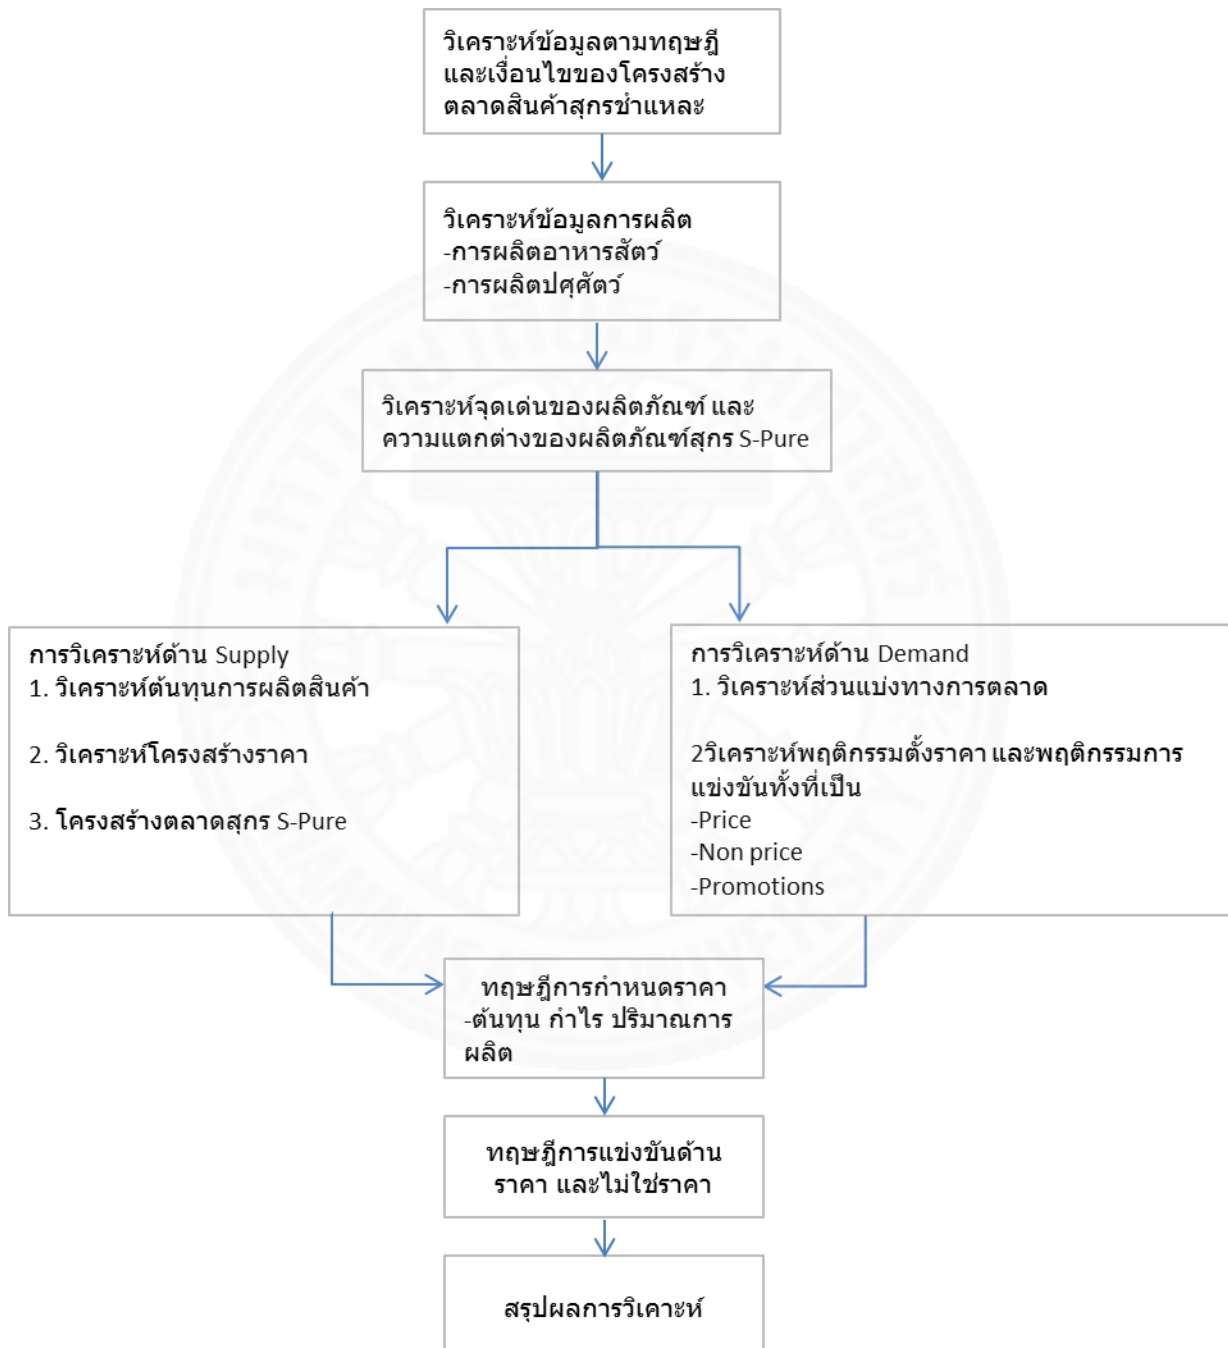 วิเคราะห์ข้อมูลตามทฤษฎี
และเงื่อนไขของโครงสร้าง
ตลาดสินค้าสุกรชำแหละ
วิเคราะห์ข้อมูลการผลิต
-การผลิตอาหารสัตว์
-การผลิตปศุศัตว์
วิเคราะห์จุดเด่นของผลิตภัณฑ์ และ
ความแตกต่างของผลิตภัณฑ์สุกร S-Pure
การวิเคราะห์ด้าน Supply
1. วิเคราะห์ต้นทุนการผลิตสินค้า
2. วิเคราะห์โครงสร้างราคา
3. โครงสร้างตลาดสุกร S-Pure
การวิเคราะห์ด้าน Demand
1. วิเคราะห์ส่วนแบ่งทางการตลาด
2วิเคราะห์พฤติกรรมตั้งราคา และพฤติกรรมการ
แข่งขันทั้งที่เป็น
-Price
-Non price
-Promotions
ทฤษฎีการกำหนดราคา
-ต้นทุน กำไร ปริมาณการ
ผลิต
ทฤษฎีการแข่งขันด้าน
ราคา และไม่ใช่ราคา
สรุปผลการวิเคาะห์
มหาวิทยาลัยธรรมศาสตร์
THAMMASAT UNIVERSITY